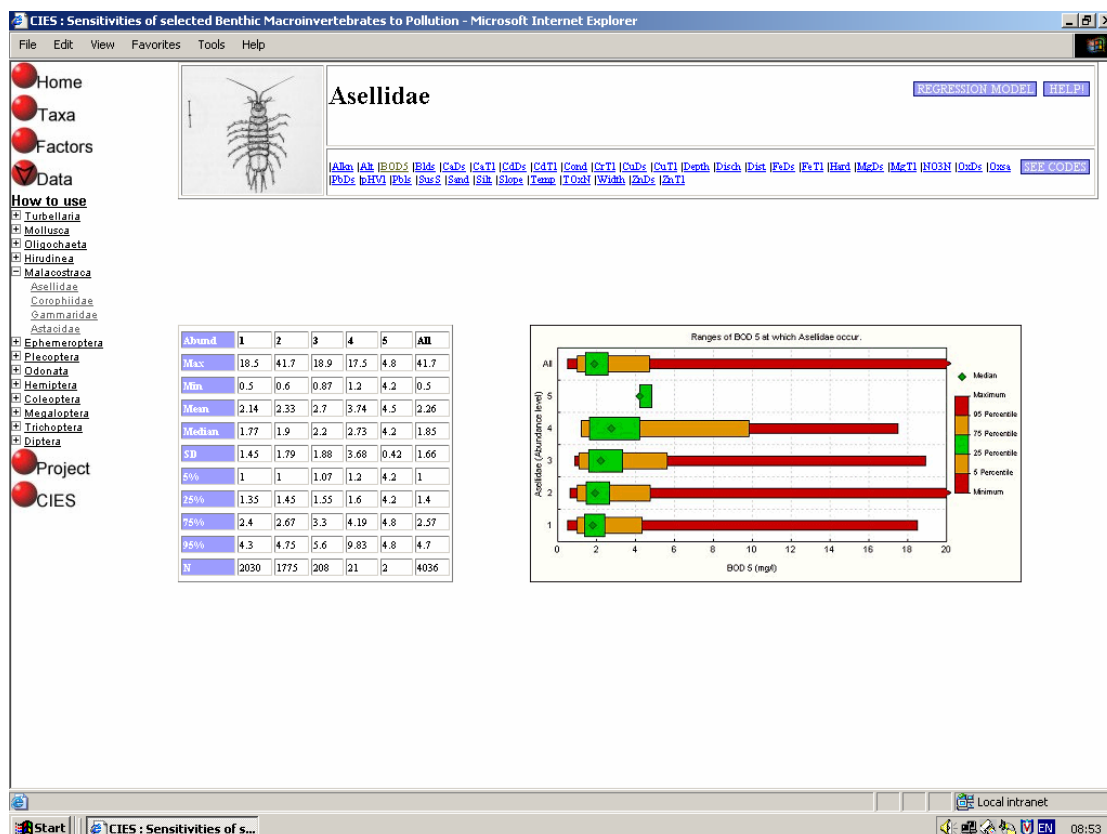 CIES : Sensitivities of selected Benthic Macroinvertebrates to Pollution - Microsoft Internet Explorer
File Edit View Favorites Tools Help
Home
Taxa
Factors
Data
How to use
Turbellaria
Mollusca
Oligochaeta
Hirudinea
Malacostraca
Asellidae
Corophiidae
Gammaridae
Astacidae
Ephemeroptera
Plecoptera
Odonata
Hemiptera
Coleoptera
Megaloptera
Trichoptera
Diptera
Project
CIES
Asellidae
REGRESSION MODEL HELP!
|Alkn |Alt |BOD5 |Blds |CaDs |CaTl |CdDs |CdTl |Cond |CrTl |CuDs |CuTl |Depth |Disch |Dist |FeDs |FeTl |Hard |MgDs |MgTl |NO3N |OxDs |Oxsa
|PbDs |pHVl |Pbls |SusS |Sand |Silt |Slope |Temp |TOxN |Width |ZnDs |ZnTl
SEE CODES
Abund 1 2 3 4 5 All
Max 18.5 41.7 18.9 17.5 4.8 41.7
Min 0.5 0.6 0.87 1.2 4.2 0.5
Mean 2.14 2.33 2.7 3.74 4.5 2.26
Median 1.77 1.9 2.2 2.73 4.2 1.85
SD 1.45 1.79 1.88 3.68 0.42 1.66
5% 1 1 1.07 1.2 4.2 1
25% 1.35 1.45 1.55 1.6 4.2 1.4
75% 2.4 2.67 3.3 4.19 4.8 2.57
95% 4.3 4.75 5.6 9.83 4.8 4.7
N 2030 1775 208 21 2 4036
Ranges of BOD 5 at which Asellidae occur.
Asellidae (Abundance level)
All
5
4
3
2
1
0 2 4 6 8 10 12 14 16 18 20
BOD 5 (mg/l)
Median
Maximum
95 Percentile
75 Percentile
25 Percentile
5 Percentile
Minimum
Local intranet
Start
CIES : Sensitivities of s...
EN 08:53